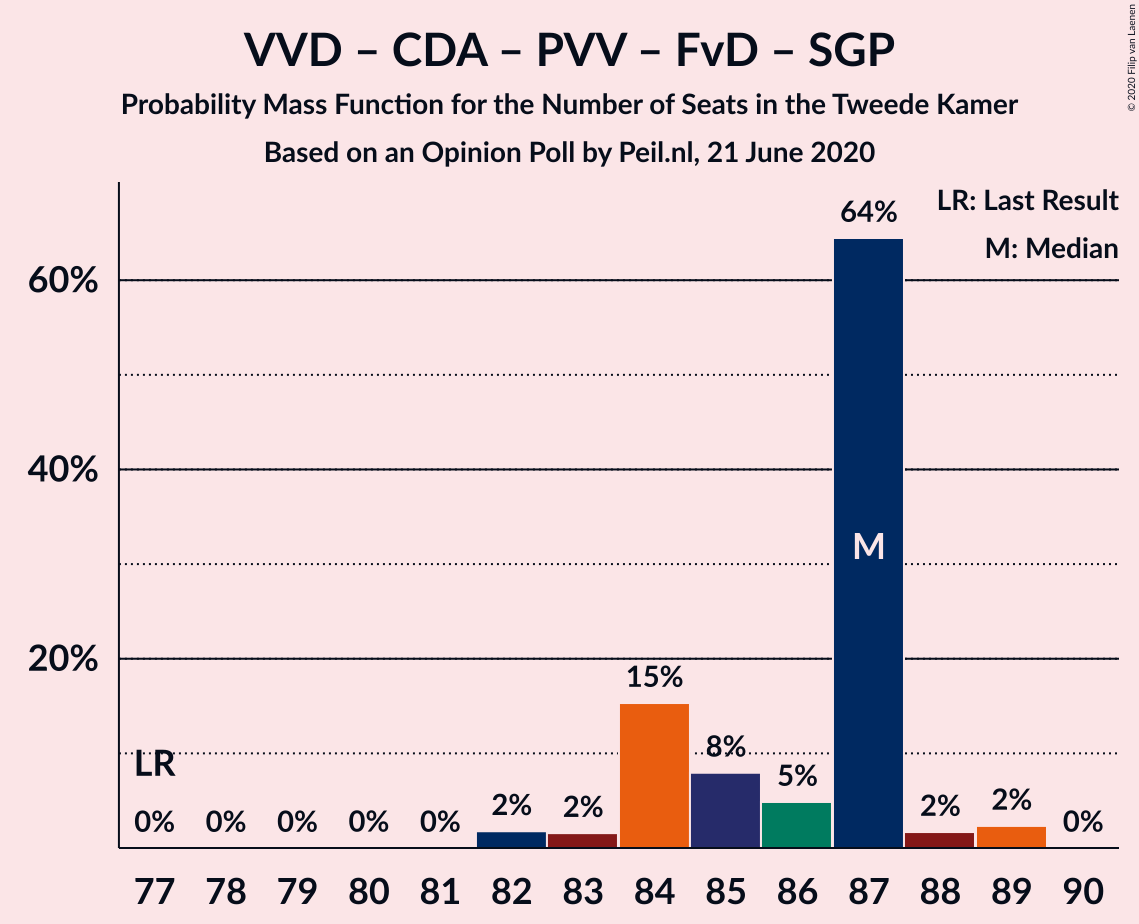 VVD – CDA – PVV – FvD – SGP
Probability Mass Function for the Number of Seats in the Tweede Kamer
Based on an Opinion Poll by Peil.nl, 21 June 2020
© 2020 Filip van Laenen
LR: Last Result
M: Median
64%
60%
40%
M
20%
15%
8%
5%
LR
0% 0% 0% 0% 0% 2% 2% 2% 2% 0%
77 78 79 80 81 82 83 84 85 86 87 88 89 90